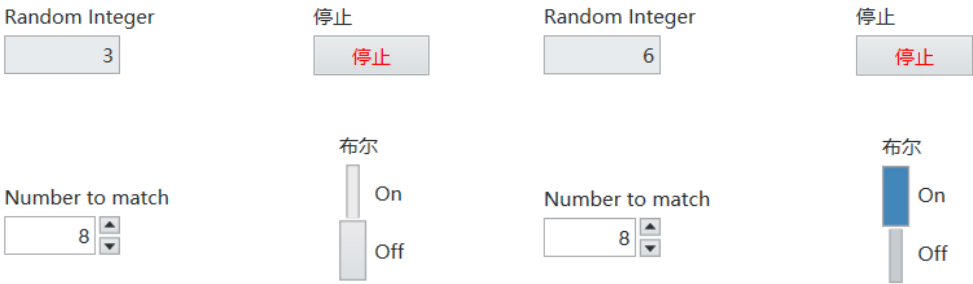 Random Integer
3
停止
停止
布尔
On
Off
Number to match
8
Random Integer
6
停止
停止
布尔
On
Off
Number to match
8